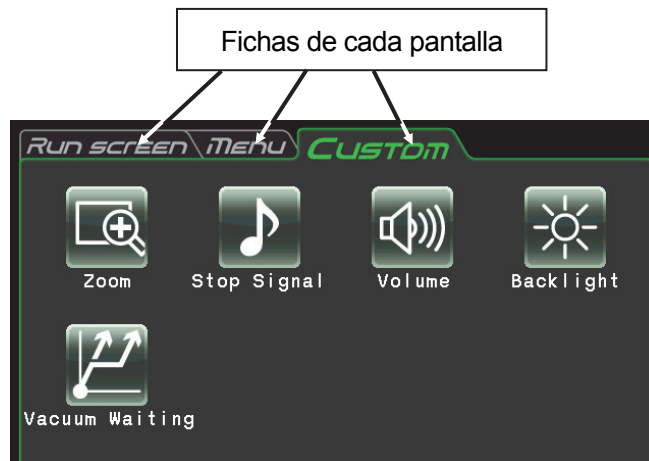 Fichas de cada pantalla
Run screen Menu Custom
Zoom Stop Signal Volume Backlight
Vacuum Waiting